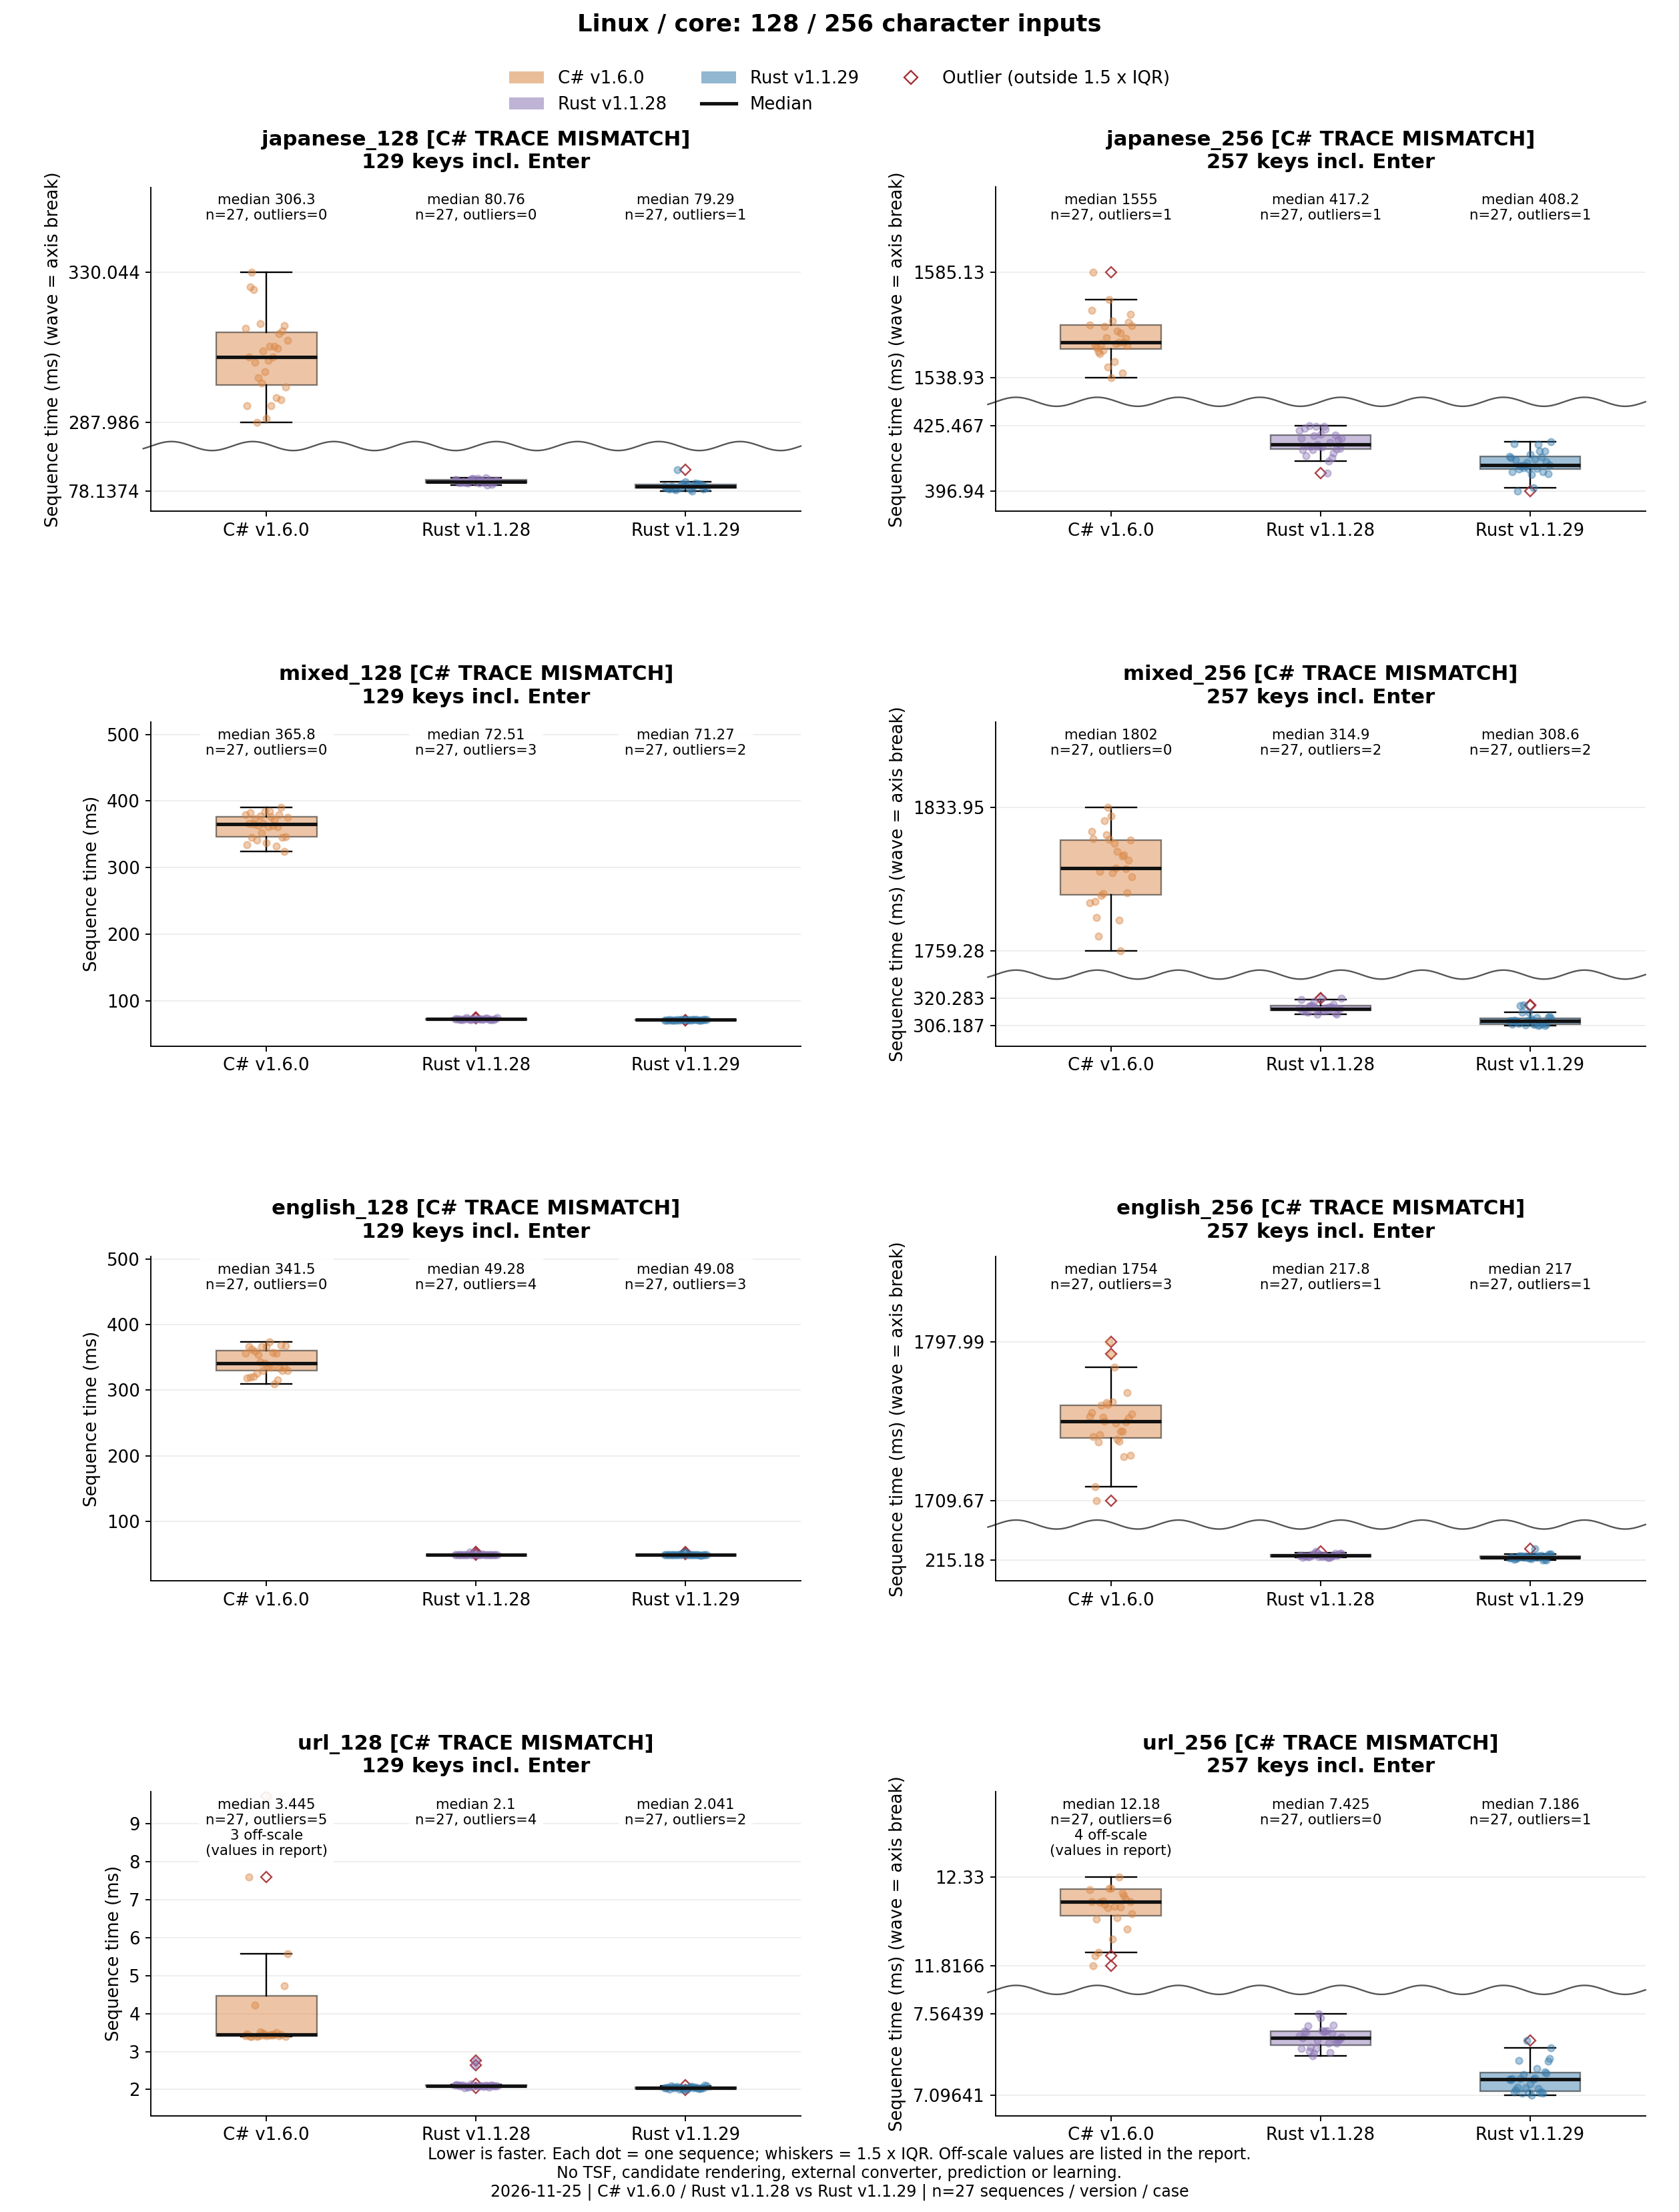 Linux / core: 128 / 256 character inputs
C# v1.6.0
Rust v1.1.28
Rust v1.1.29
Median
Outlier (outside 1.5 x IQR)
japanese_128 [C# TRACE MISMATCH]
129 keys incl. Enter
Sequence time (ms) (wave = axis break)
median 306.3
n=27, outliers=0
median 80.76
n=27, outliers=0
median 79.29
n=27, outliers=1
330.044
287.986
78.1374
C# v1.6.0
Rust v1.1.28
Rust v1.1.29
japanese_256 [C# TRACE MISMATCH]
257 keys incl. Enter
Sequence time (ms) (wave = axis break)
median 1555
n=27, outliers=1
median 417.2
n=27, outliers=1
median 408.2
n=27, outliers=1
1585.13
1538.93
425.467
396.94
C# v1.6.0
Rust v1.1.28
Rust v1.1.29
mixed_128 [C# TRACE MISMATCH]
129 keys incl. Enter
Sequence time (ms)
median 365.8
n=27, outliers=0
median 72.51
n=27, outliers=3
median 71.27
n=27, outliers=2
500
400
300
200
100
C# v1.6.0
Rust v1.1.28
Rust v1.1.29
mixed_256 [C# TRACE MISMATCH]
257 keys incl. Enter
Sequence time (ms) (wave = axis break)
median 1802
n=27, outliers=0
median 314.9
n=27, outliers=2
median 308.6
n=27, outliers=2
1833.95
1759.28
320.283
306.187
C# v1.6.0
Rust v1.1.28
Rust v1.1.29
english_128 [C# TRACE MISMATCH]
129 keys incl. Enter
Sequence time (ms)
median 341.5
n=27, outliers=0
median 49.28
n=27, outliers=4
median 49.08
n=27, outliers=3
500
400
300
200
100
C# v1.6.0
Rust v1.1.28
Rust v1.1.29
english_256 [C# TRACE MISMATCH]
257 keys incl. Enter
Sequence time (ms) (wave = axis break)
median 1754
n=27, outliers=3
median 217.8
n=27, outliers=1
median 217
n=27, outliers=1
1797.99
1709.67
215.18
C# v1.6.0
Rust v1.1.28
Rust v1.1.29
url_128 [C# TRACE MISMATCH]
129 keys incl. Enter
Sequence time (ms)
median 3.445
n=27, outliers=5
3 off-scale
(values in report)
median 2.1
n=27, outliers=4
median 2.041
n=27, outliers=2
9
8
7
6
5
4
3
2
C# v1.6.0
Rust v1.1.28
Rust v1.1.29
url_256 [C# TRACE MISMATCH]
257 keys incl. Enter
Sequence time (ms) (wave = axis break)
median 12.18
n=27, outliers=6
4 off-scale
(values in report)
median 7.425
n=27, outliers=0
median 7.186
n=27, outliers=1
12.33
11.8166
7.56439
7.09641
C# v1.6.0
Rust v1.1.28
Rust v1.1.29
Lower is faster. Each dot = one sequence; whiskers = 1.5 x IQR. Off-scale values are listed in the report.
No TSF, candidate rendering, external converter, prediction or learning.
2026-11-25 | C# v1.6.0 / Rust v1.1.28 vs Rust v1.1.29 | n=27 sequences / version / case